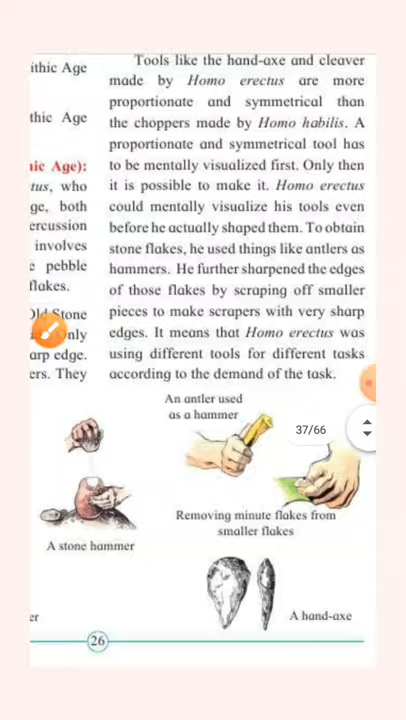 ithic Age
thic Age
ic Age):
tus, who
ge, both
ercussion
involves
e pebble
flakes.
Old Stone
Only
arp edge.
ers. They
Tools like the hand-axe and cleaver
made by Homo erectus are more
proportionate and symmetrical than
the choppers made by Homo habilis. A
proportionate and symmetrical tool has
to be mentally visualized first. Only then
it is possible to make it. Homo erectus
could mentally visualize his tools even
before he actually shaped them. To obtain
stone flakes, he used things like antlers as
hammers. He further sharpened the edges
of those flakes by scraping off smaller
pieces to make scrapers with very sharp
edges. It means that Homo erectus was
using different tools for different tasks
according to the demand of the task.
An antler used
as a hammer
37/66
Removing minute flakes from
smaller flakes
A stone hammer
A hand-axe
er
26